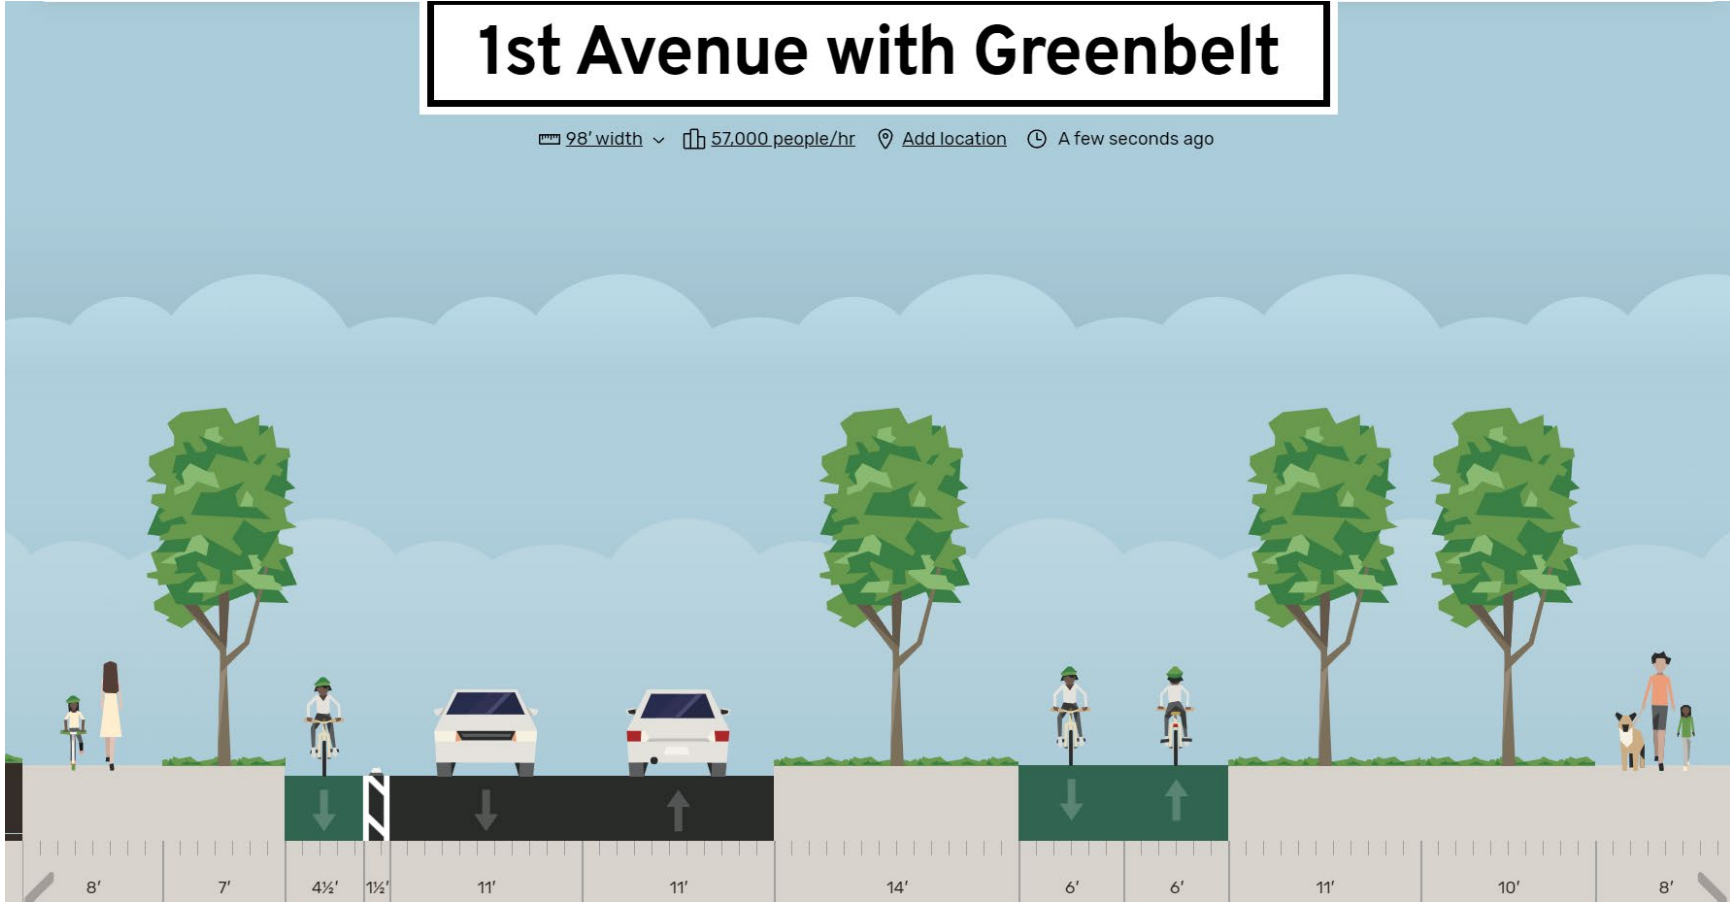 1st Avenue with Greenbelt
98′ width 57,000 people/hr Add location A few seconds ago
8′ 7′ 4½′ 1½′ 11′ 11′ 14′ 6′ 6′ 11′ 10′ 8′